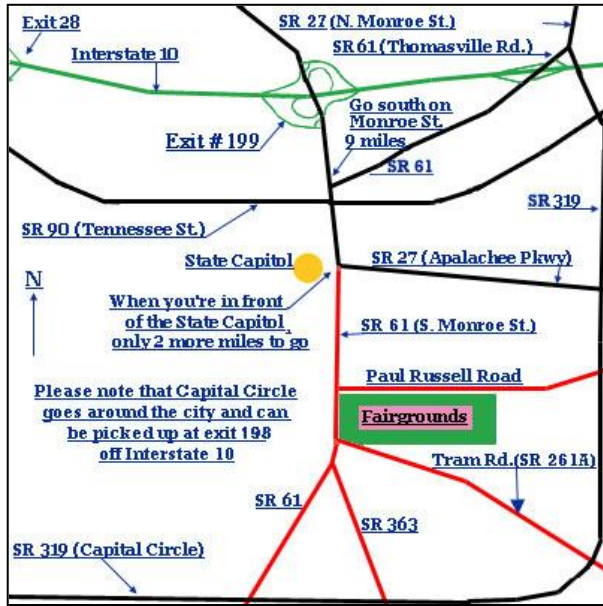 Exit 28
SR 27 (N. Monroe St.)
Interstate 10
SR 61 (Thomasville Rd.)
Go south on
Monroe St.
9 miles
Exit # 199
SR 61
SR 319
SR 90 (Tennessee St.)
State Capitol
SR 27 (Apalachee Pkwy)
N
When you're in front
of the State Capitol,
only 2 more miles to go
SR 61 (S. Monroe St.)
Paul Russell Road
Please note that Capital Circle
goes around the city and can
be picked up at exit 198
off Interstate 10
Fairgrounds
Tram Rd.(SR 261A)
SR 61
SR 363
SR 319 (Capital Circle)